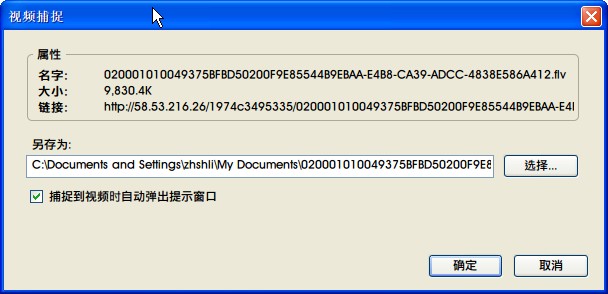 视频捕捉
属性
名字: 020001010049375BFBD50200F9E85544B9EBAA-E4B8-CA39-ADCC-4838E586A412.flv
大小: 9,830.4K
链接: http://58.53.216.26/1974c3495335/020001010049375BFBD50200F9E85544B9EBAA-E4
另存为:
C:\Documents and Settings\zhshli\My Documents\020001010049375BFBD50200F9E8 选择...
捕捉到视频时自动弹出提示窗口
确定 取消